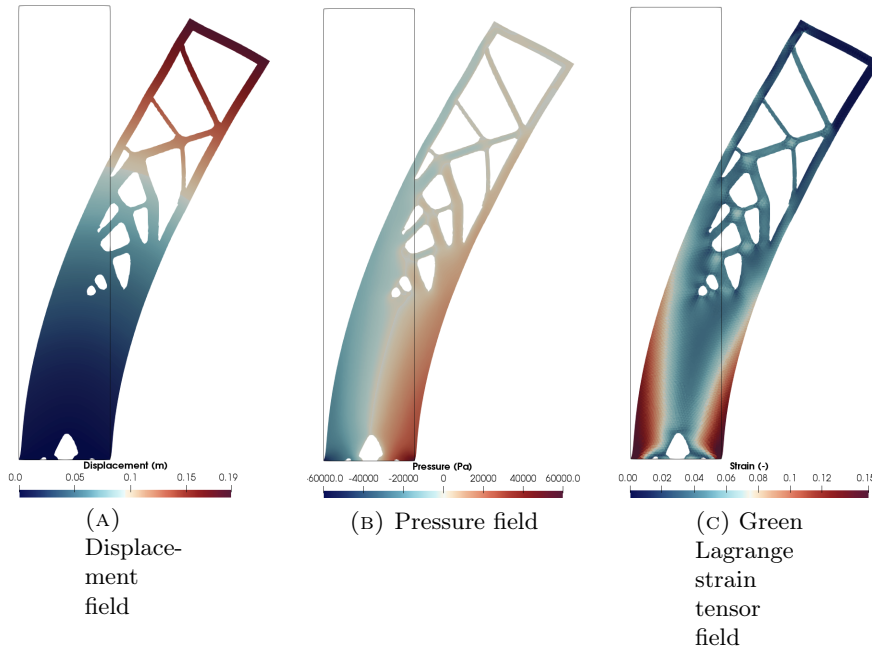 Displacement (m)
0.0 0.05 0.1 0.15 0.19
Pressure (Pa)
-60000.0 -40000 -20000 0 20000 60000.0
Strain (-)
0.00 0.02 0.04 0.06 0.08 0.1 0.12 0.15
(A)
Displace-
ment
field
(B) Pressure field
(C) Green
Lagrange
strain
tensor
field